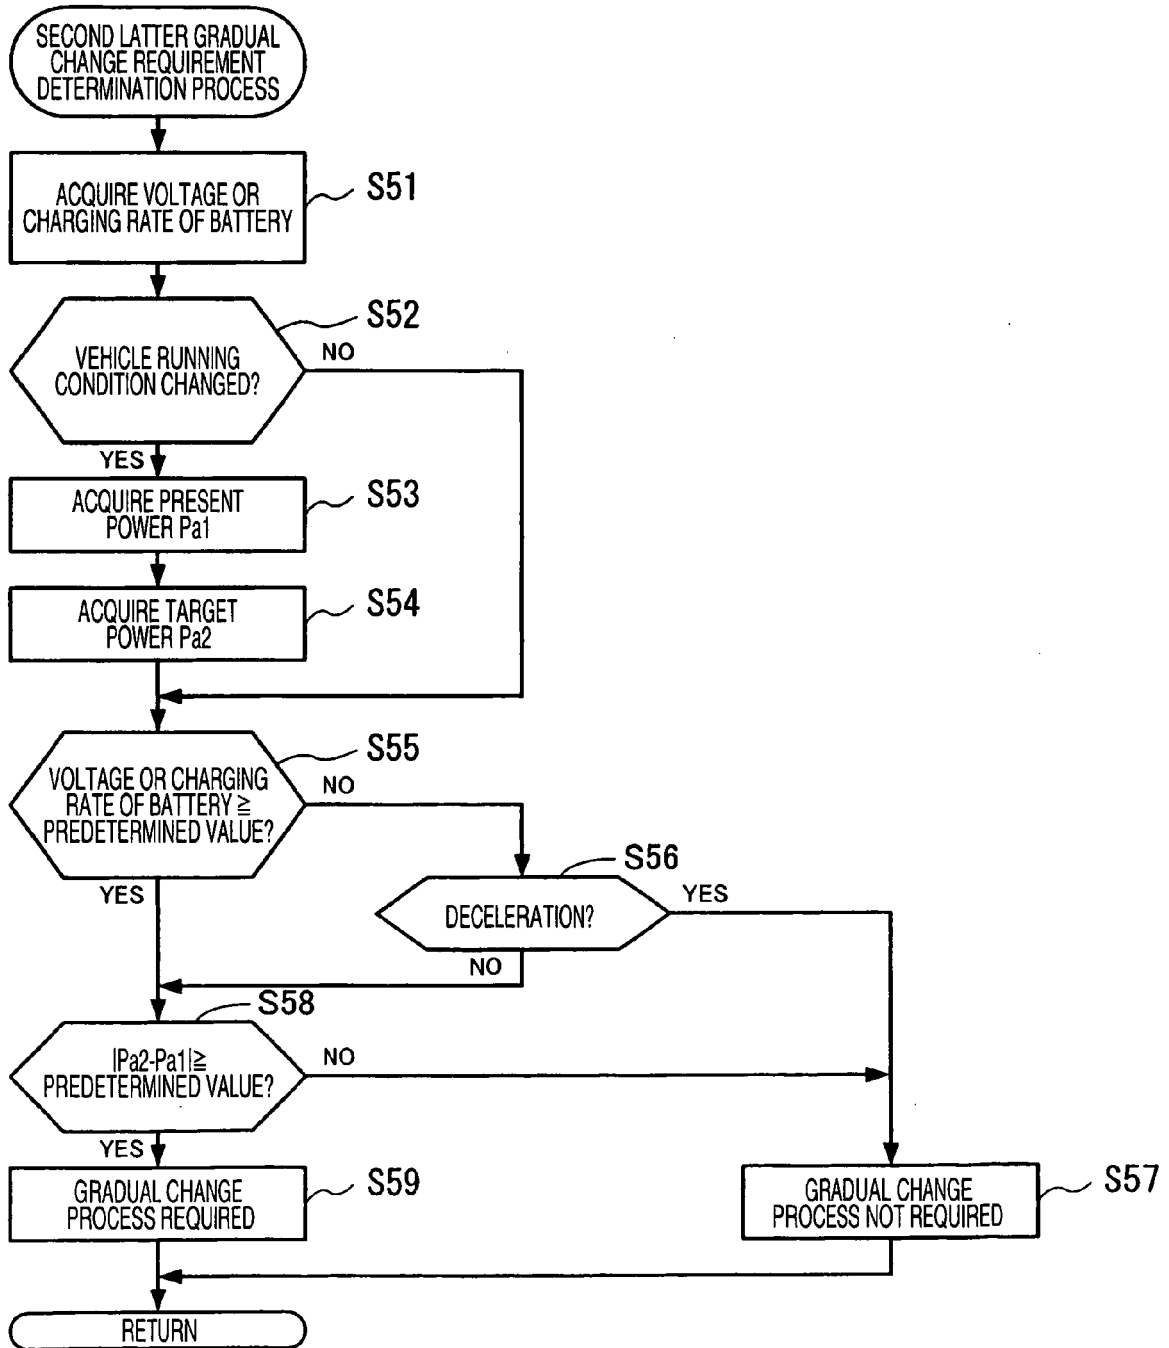 SECOND LATTER GRADUAL
CHANGE REQUIREMENT
DETERMINATION PROCESS
ACQUIRE VOLTAGE OR
CHARGING RATE OF BATTERY
S51
VEHICLE RUNNING
CONDITION CHANGED?
S52
NO
YES
ACQUIRE PRESENT
POWER Pa1
S53
ACQUIRE TARGET
POWER Pa2
S54
VOLTAGE OR CHARGING
RATE OF BATTERY ≧
PREDETERMINED VALUE?
S55
NO
YES
DECELERATION?
S56
YES
NO
|Pa2-Pa1|≧
PREDETERMINED VALUE?
S58
NO
YES
GRADUAL CHANGE
PROCESS REQUIRED
S59
GRADUAL CHANGE
PROCESS NOT REQUIRED
S57
RETURN